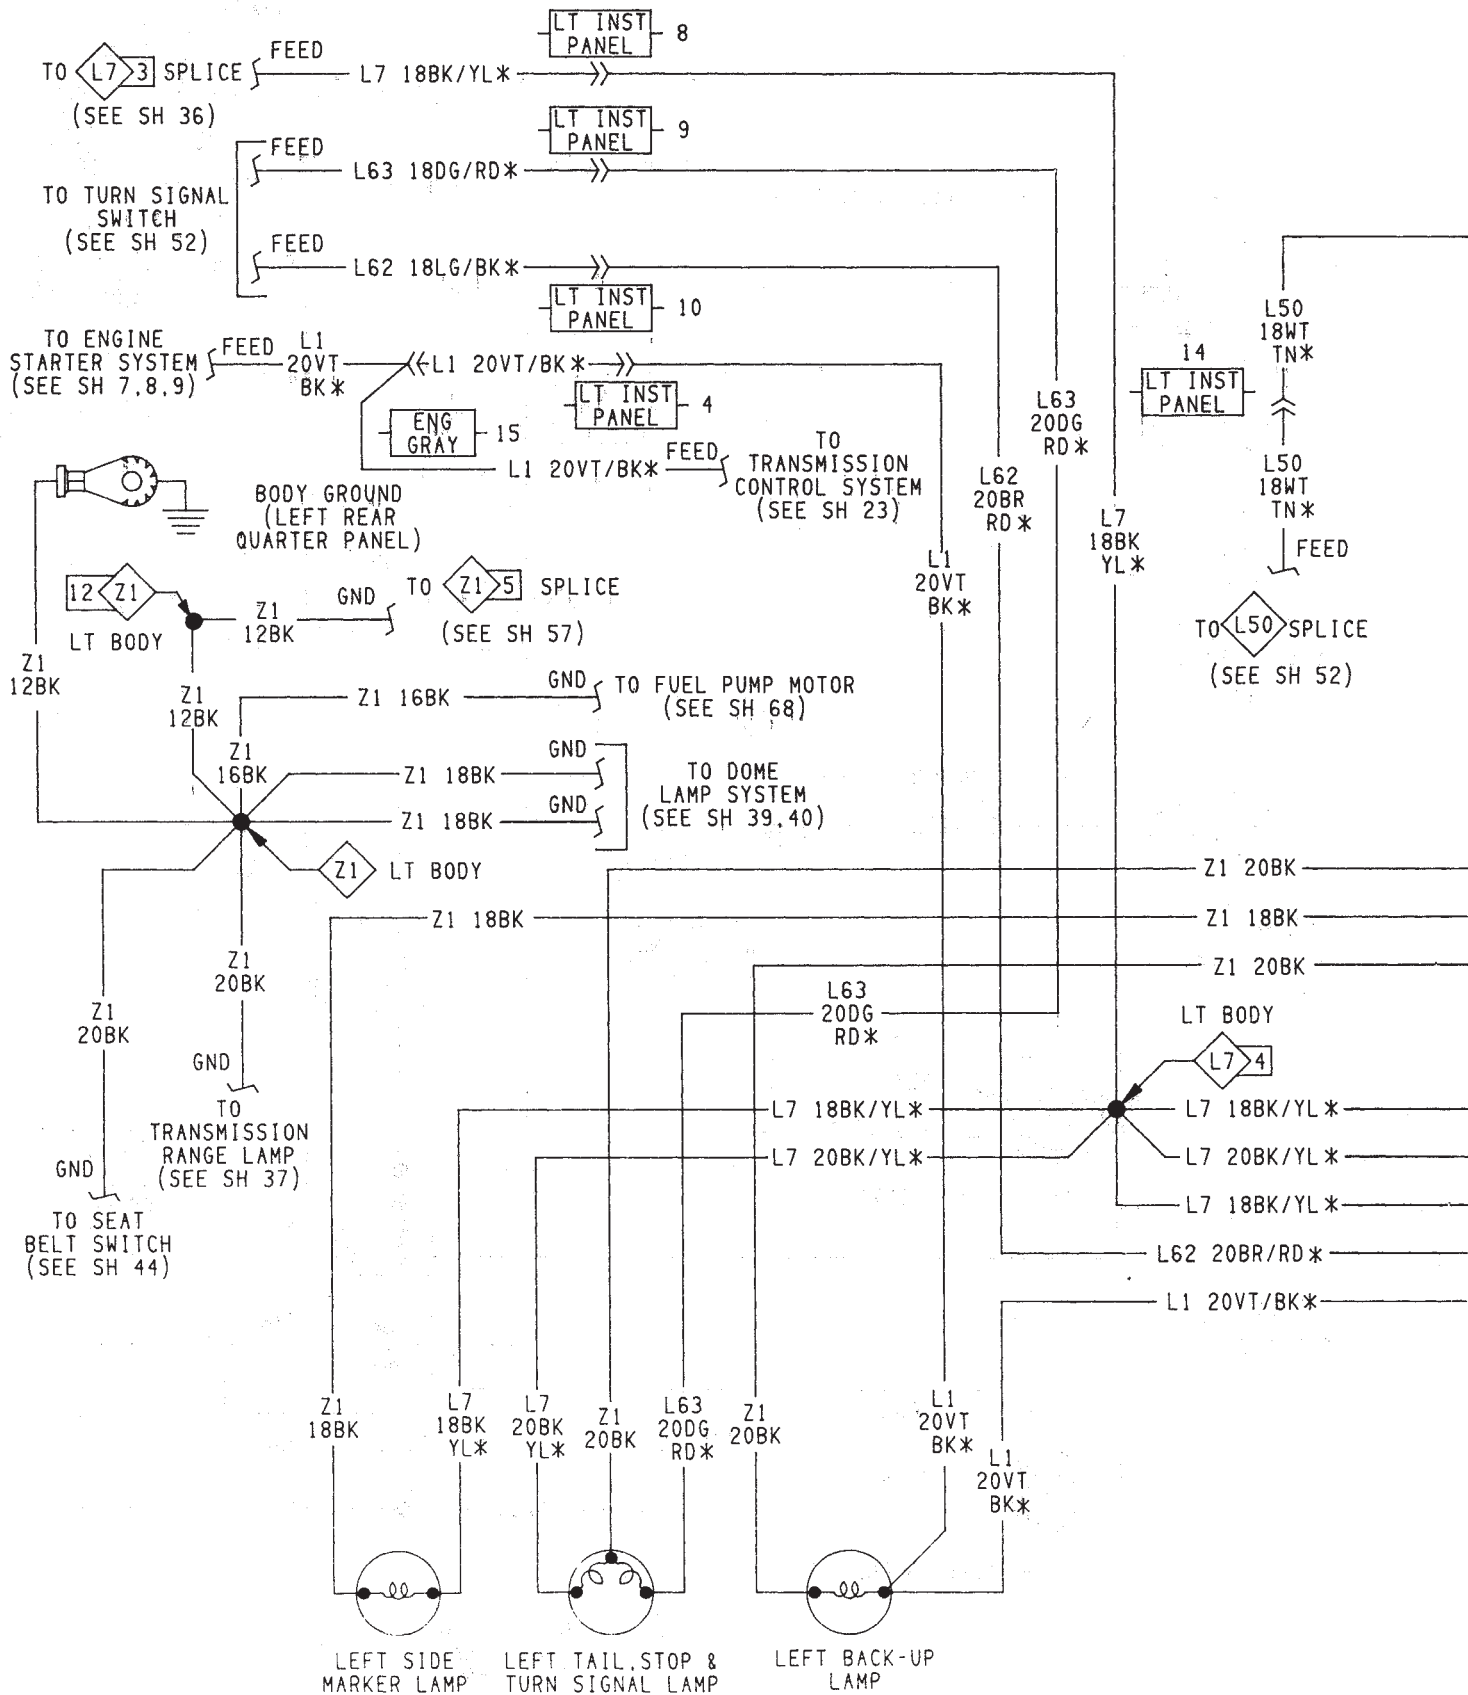 LT INST
PANEL
8
FEED
TO L7 3 SPLICE
L7 18BK/YL*
(SEE SH 36)
LT INST
PANEL
9
FEED
L63 18DG/RD*
TO TURN SIGNAL
SWITCH
(SEE SH 52)
FEED
L62 18LG/BK*
LT INST
PANEL
10
TO ENGINE
STARTER SYSTEM
(SEE SH 7,8,9)
FEED
L1
20VT
BK*
L1 20VT/BK*
LT INST
PANEL
4
ENG
GRAY
15
L1 20VT/BK*
FEED
TO
TRANSMISSION
CONTROL SYSTEM
(SEE SH 23)
L63
20DG
RD*
L62
20BR
RD*
L7
18BK
YL*
L1
20VT
BK*
L50
18WT
TN*
14
LT INST
PANEL
L50
18WT
TN*
FEED
TO L50 SPLICE
(SEE SH 52)
BODY GROUND
(LEFT REAR
QUARTER PANEL)
12 Z1
LT BODY
Z1
12BK
GND
TO Z1 5 SPLICE
(SEE SH 57)
Z1
12BK
Z1
12BK
Z1
16BK
Z1 16BK
GND
TO FUEL PUMP MOTOR
(SEE SH 68)
Z1 18BK
GND
Z1 18BK
GND
TO DOME
LAMP SYSTEM
(SEE SH 39,40)
Z1 LT BODY
Z1 20BK
Z1 18BK
Z1 18BK
Z1 20BK
Z1
20BK
Z1
20BK
GND
TO
TRANSMISSION
RANGE LAMP
(SEE SH 37)
GND
TO SEAT
BELT SWITCH
(SEE SH 44)
L63
20DG
RD*
LT BODY
L7 4
L7 18BK/YL*
L7 18BK/YL*
L7 20BK/YL*
L7 20BK/YL*
L7 18BK/YL*
L62 20BR/RD*
L1 20VT/BK*
Z1
18BK
L7
18BK
YL*
L7
20BK
YL*
Z1
20BK
L63
20DG
RD*
Z1
20BK
L1
20VT
BK*
L1
20VT
BK*
LEFT SIDE
MARKER LAMP
LEFT TAIL,STOP &
TURN SIGNAL LAMP
LEFT BACK-UP
LAMP